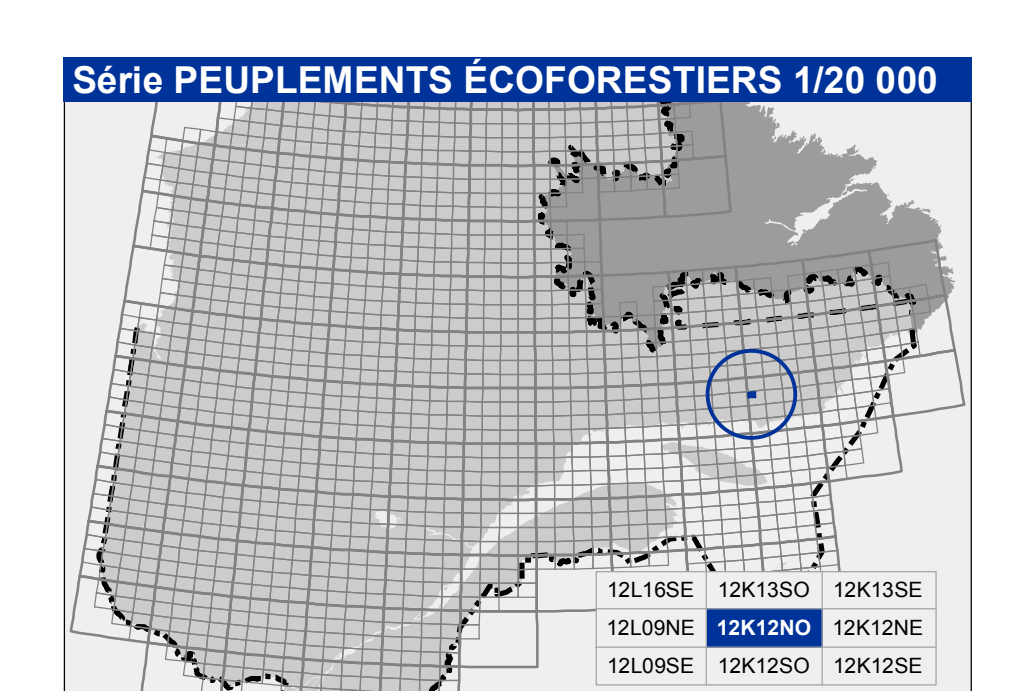 Série PEUPLEMENTS ÉCOFORESTIERS 1/20 000
12L16SE 12K13SO 12K13SE
12L09NE 12K12NO 12K12NE
12L09SE 12K12SO 12K12SE